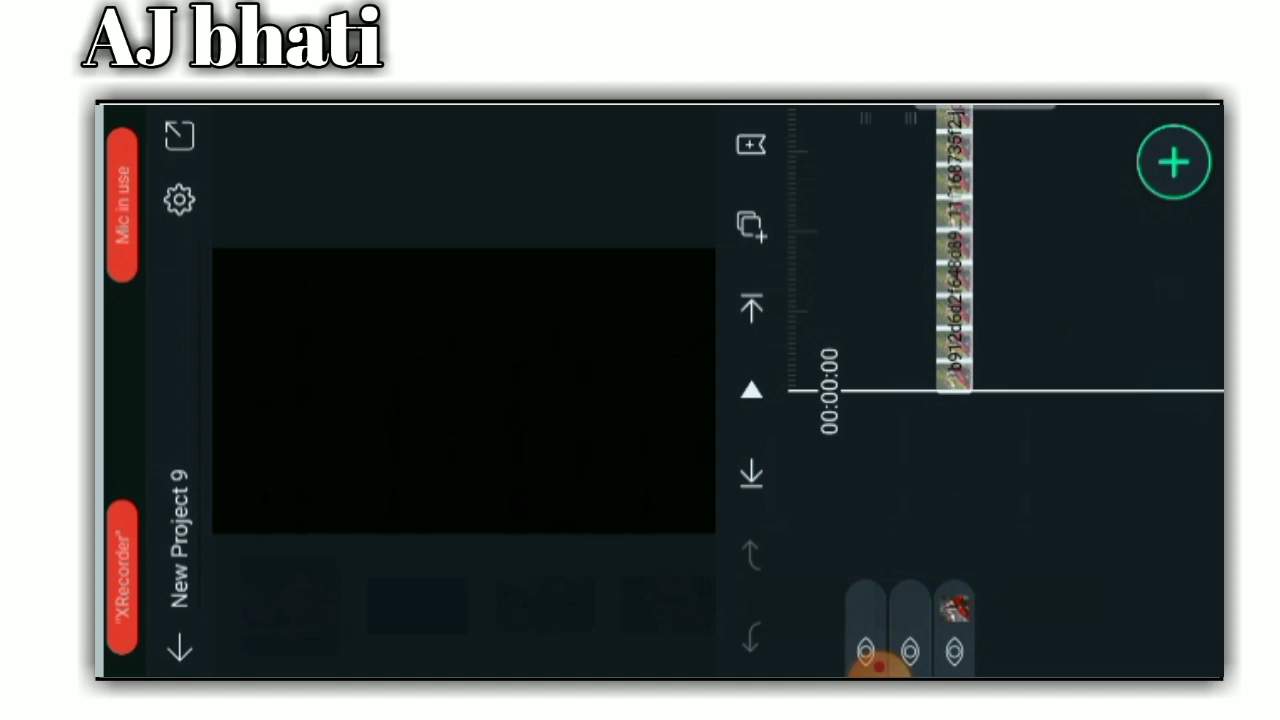 AJ bhati
"XRecorder"
Mic in use
New Project 9
00:00:00